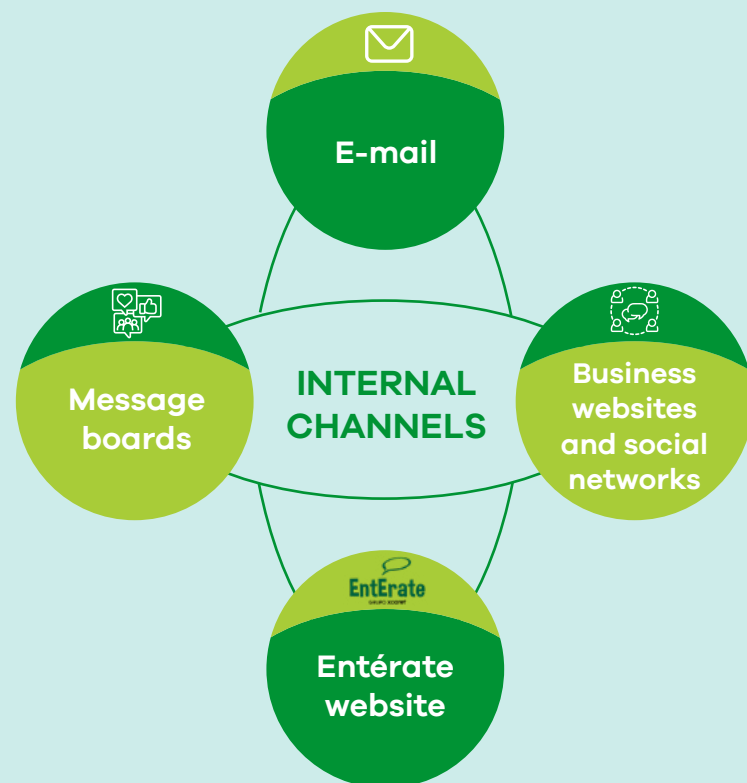 E-mail
Message
boards
INTERNAL
CHANNELS
Business
websites
and social
networks
EntErate
Entérate
website